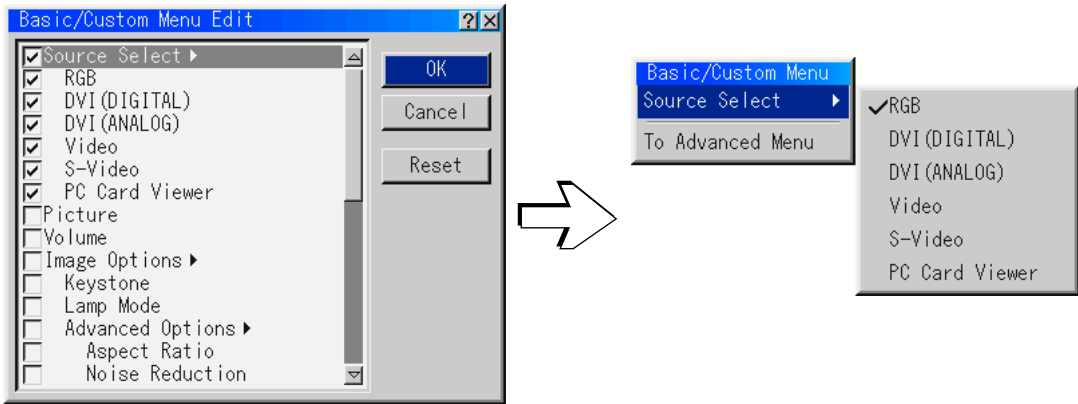 Basic/Custom Menu Edit
Source Select
RGB
DVI(DIGITAL)
DVI(ANALOG)
Video
S-Video
PC Card Viewer
Picture
Volume
Image Options
Keystone
Lamp Mode
Advanced Options
Aspect Ratio
Noise Reduction
OK
Cancel
Reset
Basic/Custom Menu
Source Select
To Advanced Menu
RGB
DVI(DIGITAL)
DVI(ANALOG)
Video
S-Video
PC Card Viewer